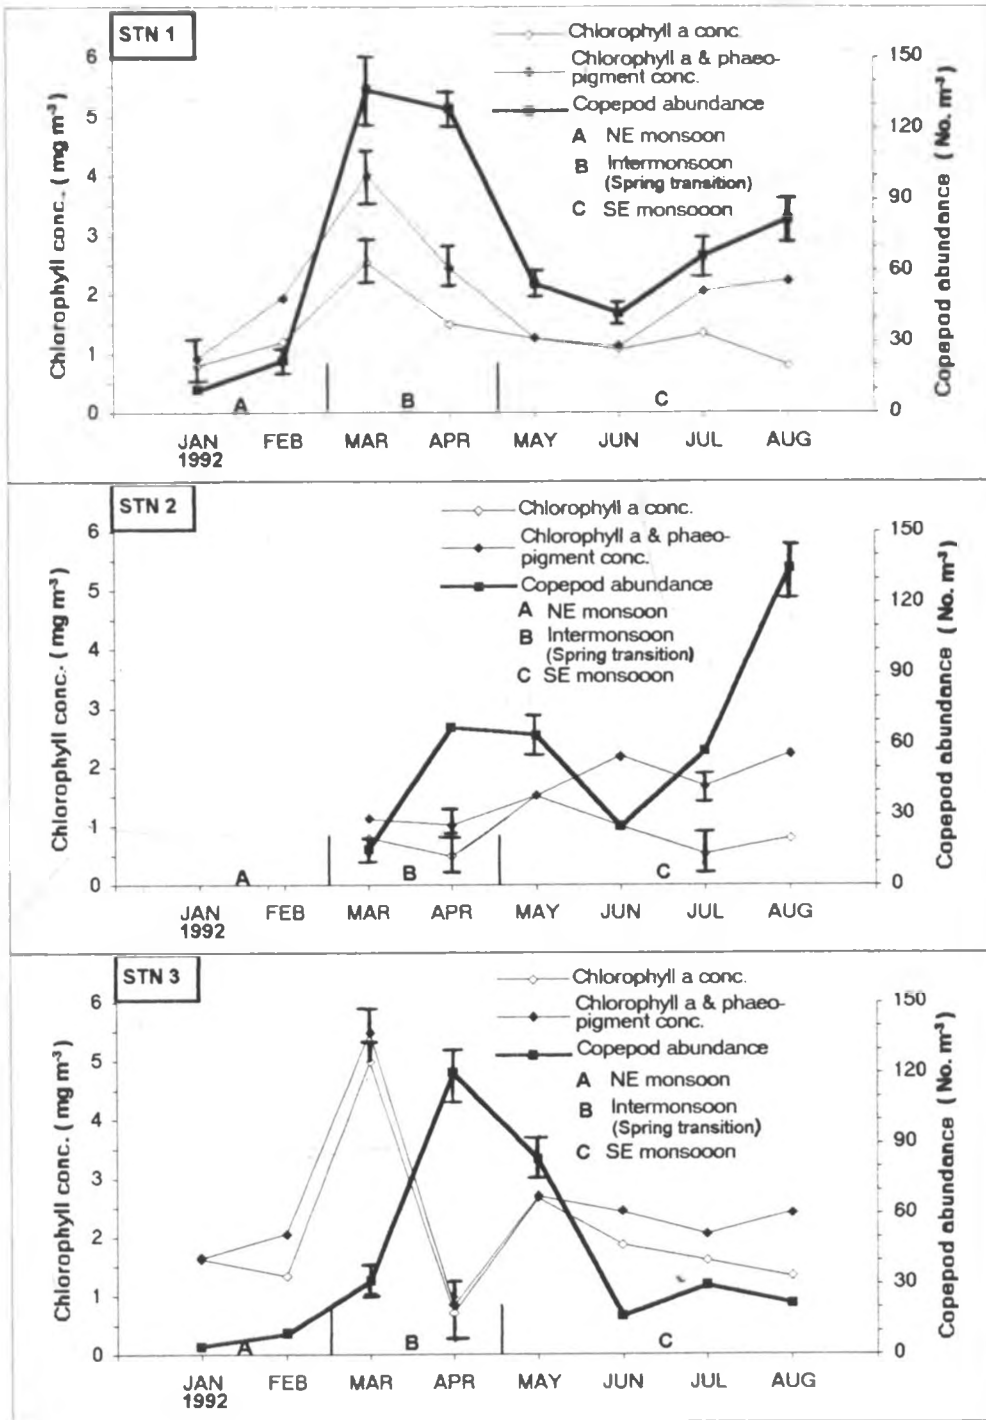 STN 1
Chlorophyll a conc.
Chlorophyll a & phaeo-
pigment conc.
Copepod abundance
A NE monsoon
B Intermonsoon
(Spring transition)
C SE monsooon
Chlorophyll conc. (mg m-3)
6
5
4
3
2
1
0
150
120
90
60
30
0
Copepod abundance (No. m-3)
A
B
C
JAN FEB MAR APR MAY JUN JUL AUG
1992
STN 2
Chlorophyll a conc.
Chlorophyll a & phaeo-
pigment conc.
Copepod abundance
A NE monsoon
B Intermonsoon
(Spring transition)
C SE monsooon
Chlorophyll conc. (mg m-3)
6
5
4
3
2
1
0
150
120
90
60
30
0
Copepod abundance (No. m-3)
A
B
C
JAN FEB MAR APR MAY JUN JUL AUG
1992
STN 3
Chlorophyll a conc.
Chlorophyll a & phaeo-
pigment conc.
Copepod abundance
A NE monsoon
B Intermonsoon
(Spring transition)
C SE monsooon
Chlorophyll conc. (mg m-3)
6
5
4
3
2
1
0
150
120
90
60
30
0
Copepod abundance (No. m-3)
A
B
C
JAN FEB MAR APR MAY JUN JUL AUG
1992